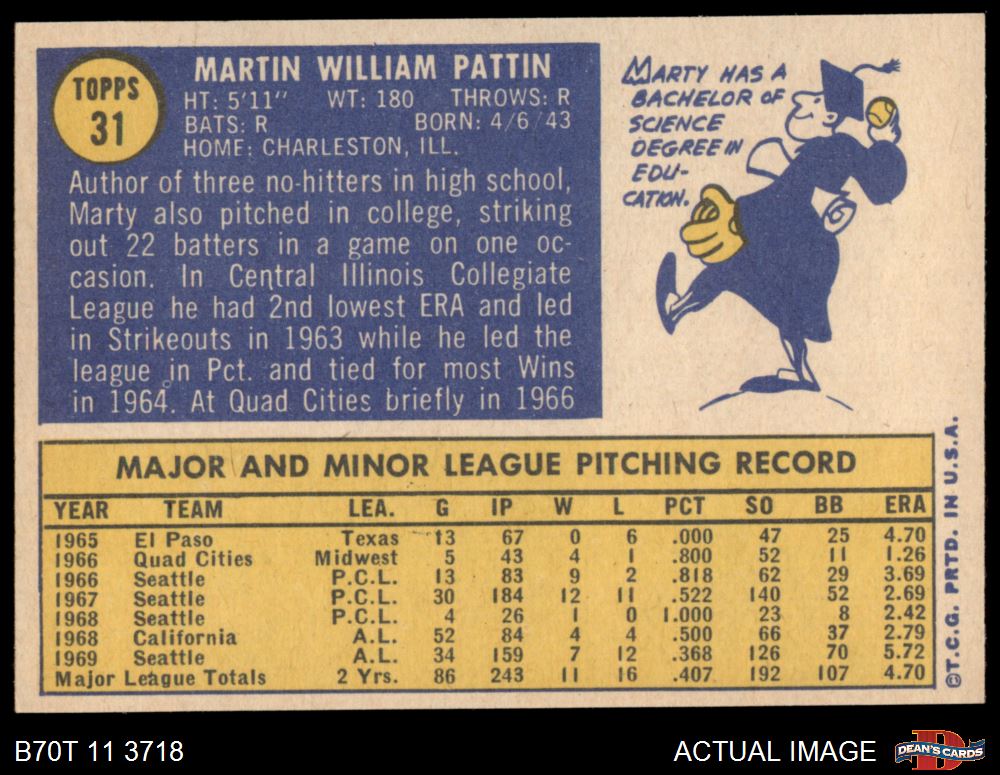 TOPPS
31
MARTIN WILLIAM PATTIN
HT: 5'11" WT: 180 THROWS: R
BATS: R BORN: 4/6/43
HOME: CHARLESTON, ILL.
Author of three no-hitters in high school,
Marty also pitched in college, striking
out 22 batters in a game on one oc-
casion. In Central Illinois Collegiate
League he had 2nd lowest ERA and led
in Strikeouts in 1963 while he led the
league in Pct. and tied for most Wins
in 1964. At Quad Cities briefly in 1966
MARTY HAS A
BACHELOR OF
SCIENCE
DEGREE IN
EDU-
CATION.
MAJOR AND MINOR LEAGUE PITCHING RECORD
YEAR TEAM LEA. G IP W L PCT SO BB ERA
1965 El Paso Texas 13 67 0 6 .000 47 25 4.70
1966 Quad Cities Midwest 5 43 4 1 .800 52 11 1.26
1966 Seattle P.C.L. 13 83 9 2 .818 62 29 3.69
1967 Seattle P.C.L. 30 184 12 11 .522 140 52 2.69
1968 Seattle P.C.L. 4 26 1 0 1.000 23 8 2.42
1968 California A.L. 52 84 4 4 .500 66 37 2.79
1969 Seattle A.L. 34 159 7 12 .368 126 70 5.72
Major League Totals 2 Yrs. 86 243 11 16 .407 192 107 4.70
©T.C.G. PRTD. IN U.S.A.
B70T 11 3718
ACTUAL IMAGE
DEAN'S CARDS